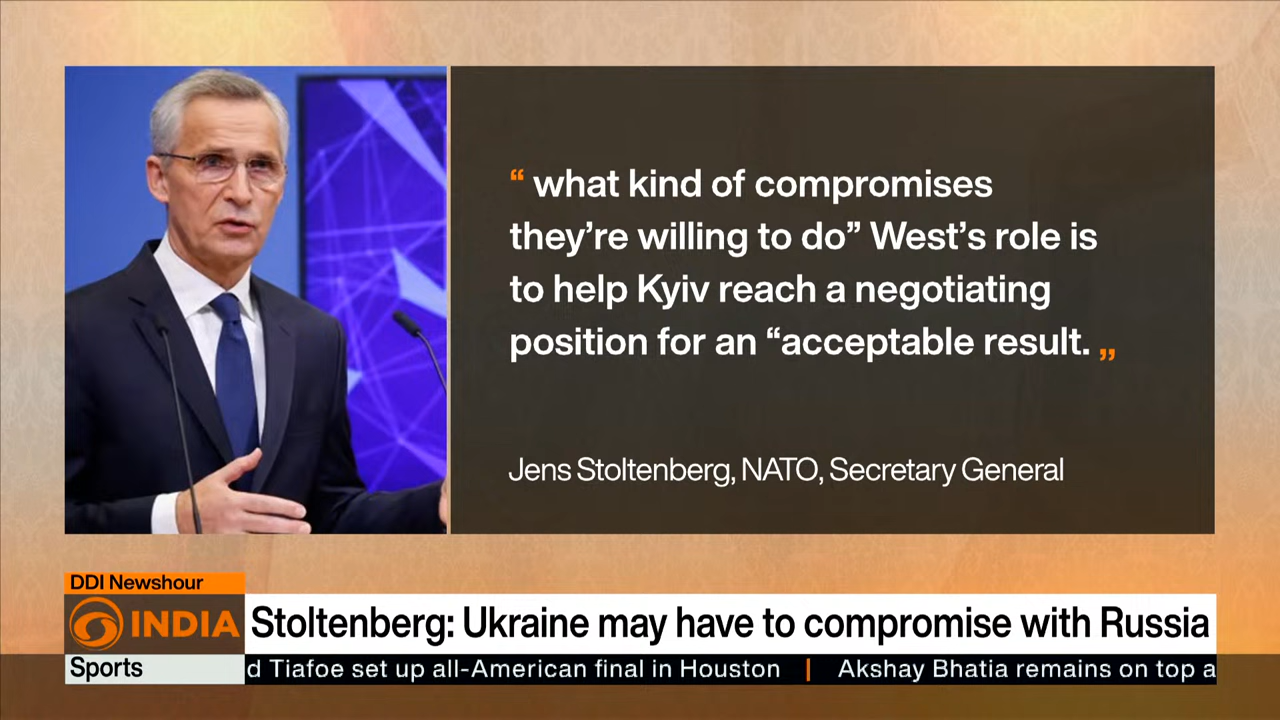 “ what kind of compromises
they’re willing to do” West’s role is
to help Kyiv reach a negotiating
position for an “acceptable result. „
Jens Stoltenberg, NATO, Secretary General
DDI Newshour
INDIA
Stoltenberg: Ukraine may have to compromise with Russia
Sports
d Tiafoe set up all-American final in Houston | Akshay Bhatia remains on top a